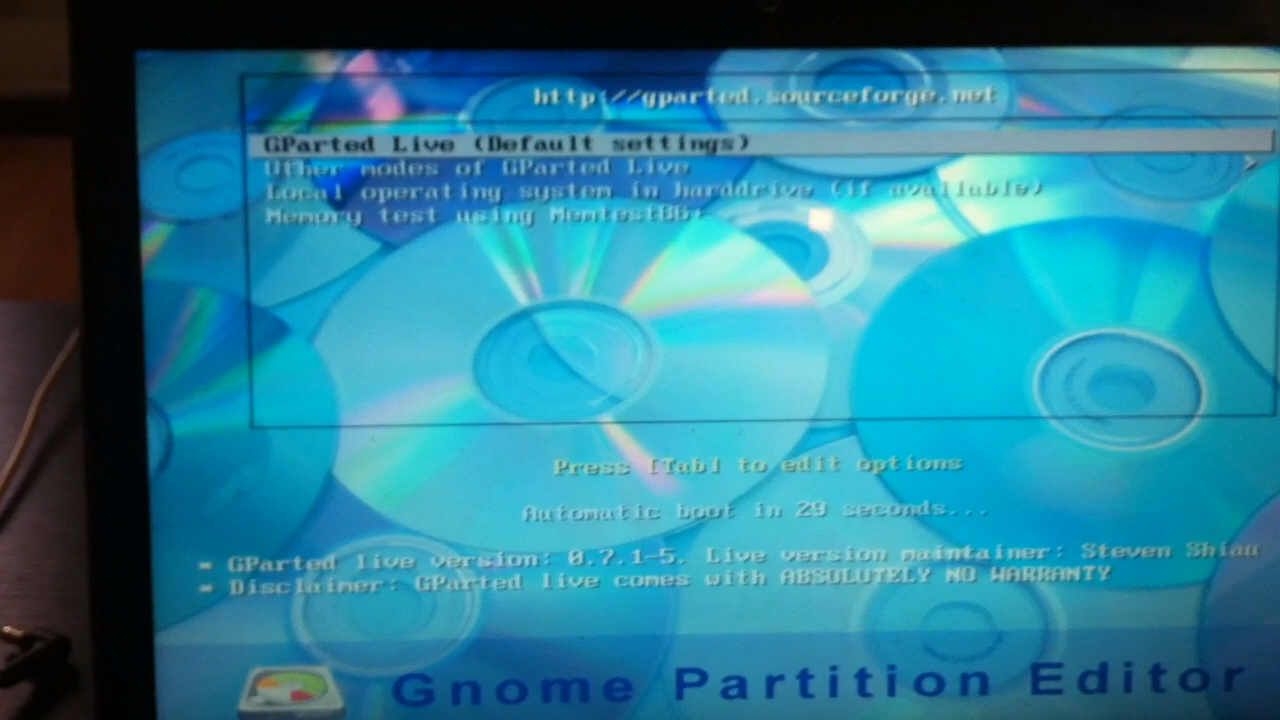 http://gparted.sourceforge.net
GParted Live (Default settings)
Other modes of GParted Live
Local operating system in harddrive (if available)
Memory test using Memtest86+
Press [Tab] to edit options
Automatic boot in 29 seconds...
* GParted live version: 0.7.1-5. Live version maintainer: Steven Shiau
* Disclaimer: GParted live comes with ABSOLUTELY NO WARRANTY
Gnome Partition Editor